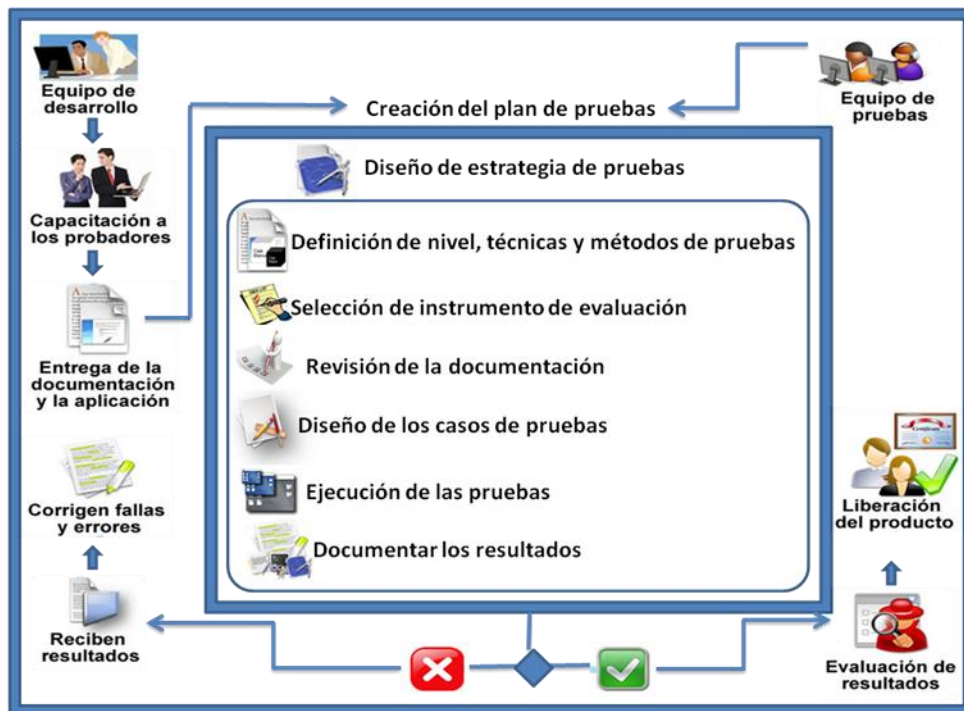 Equipo de
desarrollo
Capacitación a
los probadores
Entrega de la
documentación
y la aplicación
Corrigen fallas
y errores
Reciben
resultados
Creación del plan de pruebas
Diseño de estrategia de pruebas
Definición de nivel, técnicas y métodos de pruebas
Selección de instrumento de evaluación
Revisión de la documentación
Diseño de los casos de pruebas
Ejecución de las pruebas
Documentar los resultados
Equipo de
pruebas
Liberación
del producto
Evaluación de
resultados